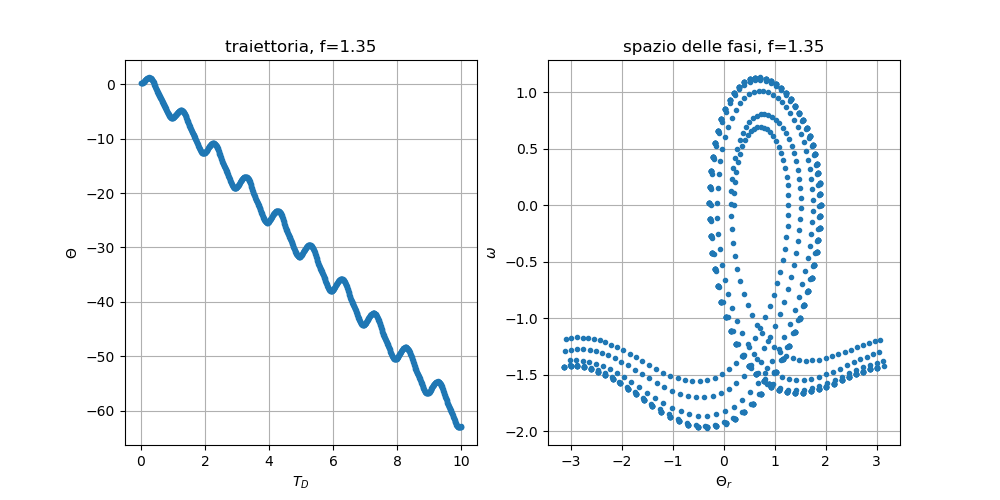 traiettoria, f=1.35
0
−10
−20
−30
−40
−50
−60
Θ
0 2 4 6 8 10
T_D
spazio delle fasi, f=1.35
1.0
0.5
0.0
−0.5
−1.0
−1.5
−2.0
ω
−3 −2 −1 0 1 2 3
Θ_r